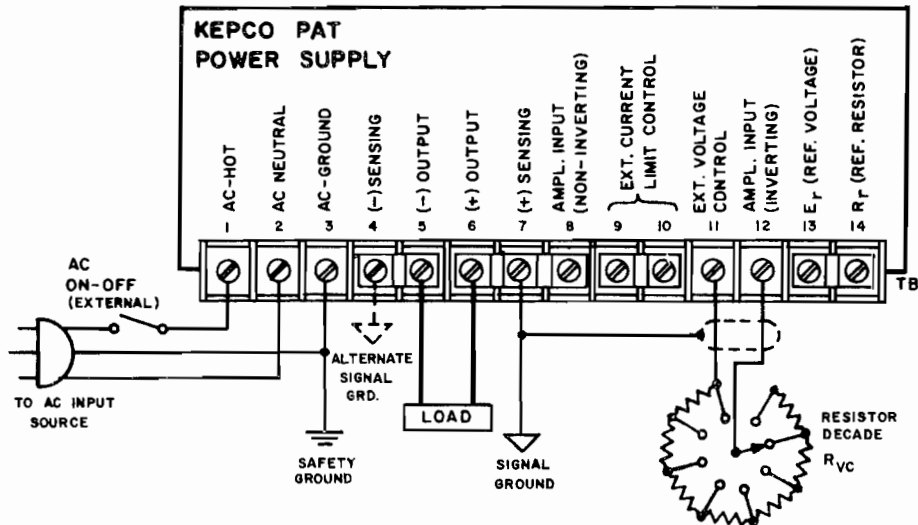 KEPCO PAT
POWER SUPPLY
AC-HOT
AC NEUTRAL
AC-GROUND
(-) SENSING
(-) OUTPUT
(+) OUTPUT
(+) SENSING
AMPL. INPUT
(NON-INVERTING)
EXT. CURRENT
LIMIT CONTROL
EXT. VOLTAGE
CONTROL
AMPL. INPUT
(INVERTING)
Er (REF. VOLTAGE)
Rr (REF. RESISTOR)
1 2 3 4 5 6 7 8 9 10 11 12 13 14
TB
AC
ON-OFF
(EXTERNAL)
TO AC INPUT
SOURCE
ALTERNATE
SIGNAL
GRD.
LOAD
SAFETY
GROUND
SIGNAL
GROUND
RESISTOR
DECADE
RVC